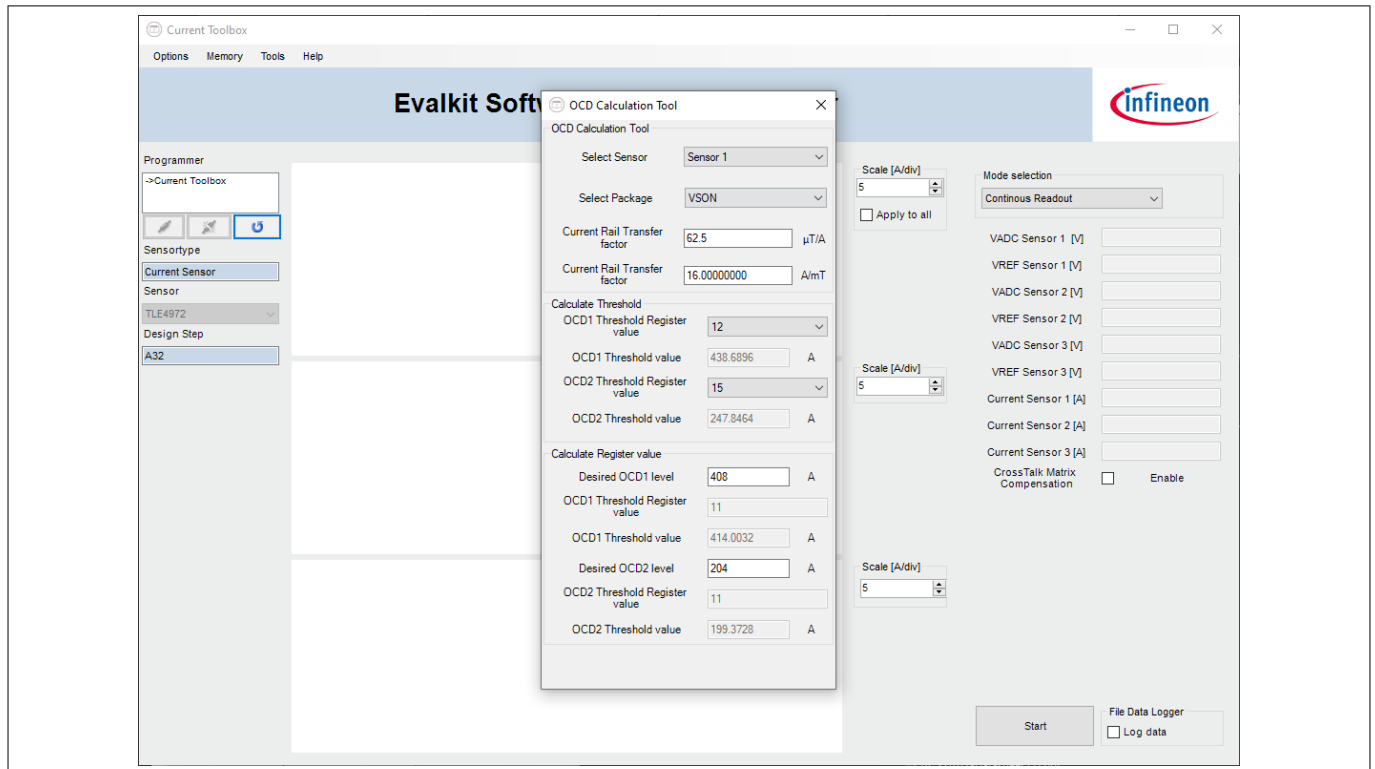 Current Toolbox
Options Memory Tools Help
Evalkit Softw
infineon
Programmer
->Current Toolbox
Sensortype
Current Sensor
Sensor
TLE4972
Design Step
A32
OCD Calculation Tool
OCD Calculation Tool
Select Sensor Sensor 1
Select Package VSON
Current Rail Transfer
factor
62.5 µT/A
Current Rail Transfer
factor
16.00000000 A/mT
Calculate Threshold
OCD1 Threshold Register
value
12
OCD1 Threshold value 438.6896 A
OCD2 Threshold Register
value
15
OCD2 Threshold value 247.8464 A
Calculate Register value
Desired OCD1 level 408 A
OCD1 Threshold Register
value
11
OCD1 Threshold value 414.0032 A
Desired OCD2 level 204 A
OCD2 Threshold Register
value
11
OCD2 Threshold value 199.3728 A
Scale [A/div]
5
Apply to all
Scale [A/div]
5
Scale [A/div]
5
Mode selection
Continous Readout
VADC Sensor 1 [V]
VREF Sensor 1 [V]
VADC Sensor 2 [V]
VREF Sensor 2 [V]
VADC Sensor 3 [V]
VREF Sensor 3 [V]
Current Sensor 1 [A]
Current Sensor 2 [A]
Current Sensor 3 [A]
CrossTalk Matrix
Compensation
Enable
Start
File Data Logger
Log data